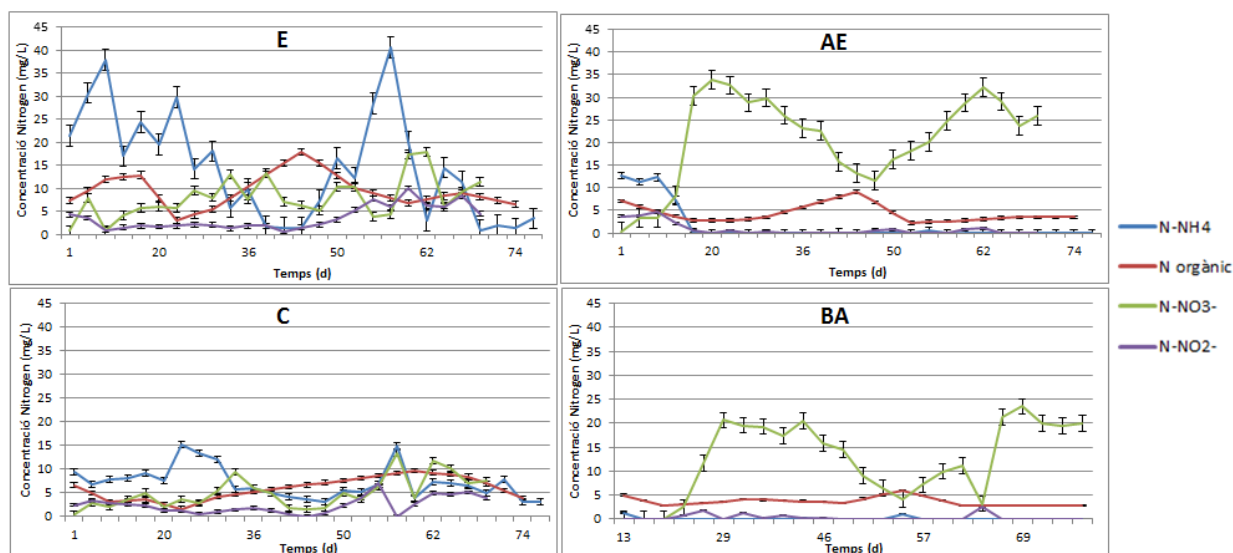 E
Concentració Nitrogen (mg/L)
45
40
35
30
25
20
15
10
5
0
1 20 36 50 62 74
Temps (d)
AE
Concentració Nitrogen (mg/L)
45
40
35
30
25
20
15
10
5
0
1 20 36 50 62 74
Temps (d)
C
Concentració Nitrogen (mg/L)
45
40
35
30
25
20
15
10
5
0
1 20 36 50 62 74
Temps (d)
BA
Concentració Nitrogen (mg/L)
45
40
35
30
25
20
15
10
5
0
13 29 46 57 69
Temps (d)
N-NH4
N orgànic
N-NO3-
N-NO2-